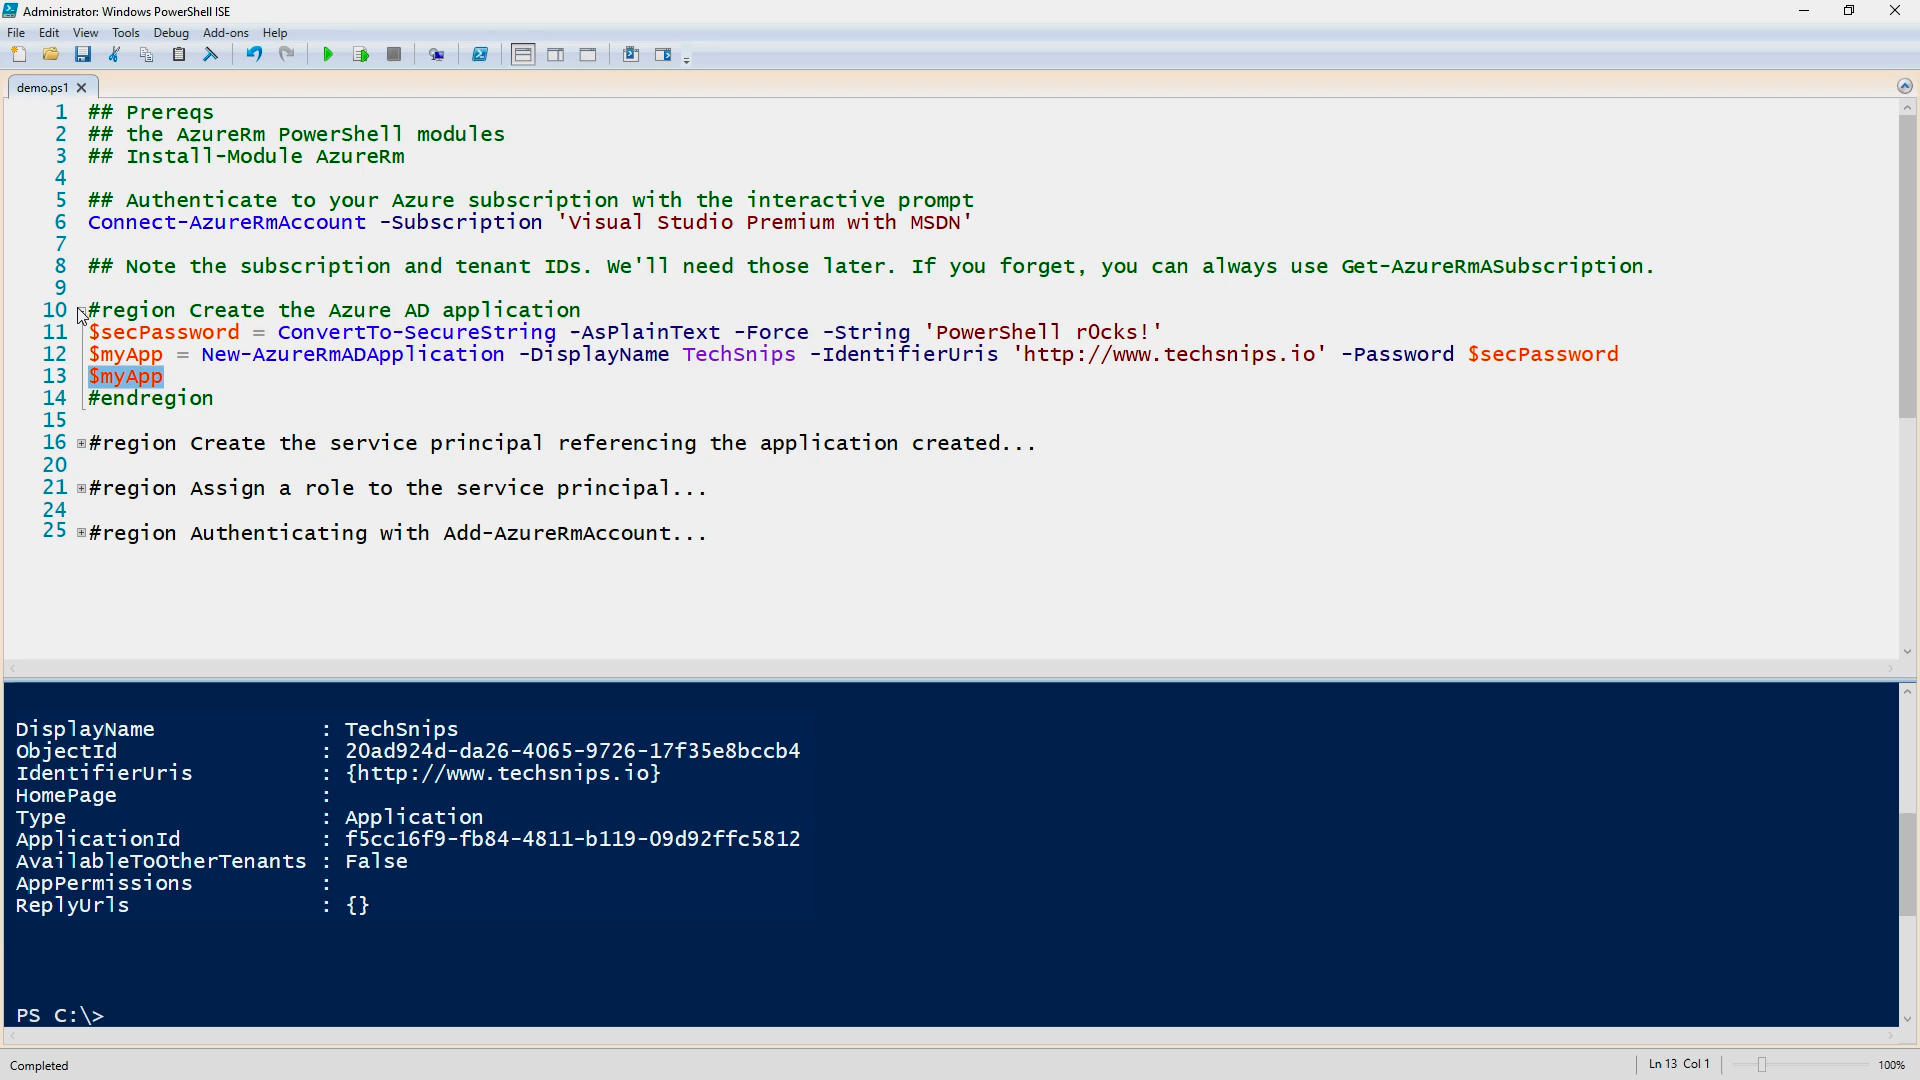 Administrator: Windows PowerShell ISE
File Edit View Tools Debug Add-ons Help
demo.ps1
1 ## Prereqs
2 ## the AzureRm PowerShell modules
3 ## Install-Module AzureRm
4
5 ## Authenticate to your Azure subscription with the interactive prompt
6 Connect-AzureRmAccount -Subscription 'Visual Studio Premium with MSDN'
7
8 ## Note the subscription and tenant IDs. We'll need those later. If you forget, you can always use Get-AzureRmASubscription.
9
10 #region Create the Azure AD application
11 $secPassword = ConvertTo-SecureString -AsPlainText -Force -String 'PowerShell r0cks!'
12 $myApp = New-AzureRmADApplication -DisplayName TechSnips -IdentifierUris 'http://www.techsnips.io' -Password $secPassword
13 $myApp
14 #endregion
15
16 #region Create the service principal referencing the application created...
20
21 #region Assign a role to the service principal...
24
25 #region Authenticating with Add-AzureRmAccount...
DisplayName : TechSnips
ObjectId : 20ad924d-da26-4065-9726-17f35e8bccb4
IdentifierUris : {http://www.techsnips.io}
HomePage :
Type : Application
ApplicationId : f5cc16f9-fb84-4811-b119-09d92ffc5812
AvailableToOtherTenants : False
AppPermissions :
ReplyUrls : {}
PS C:\>
Completed Ln 13 Col 1 100%